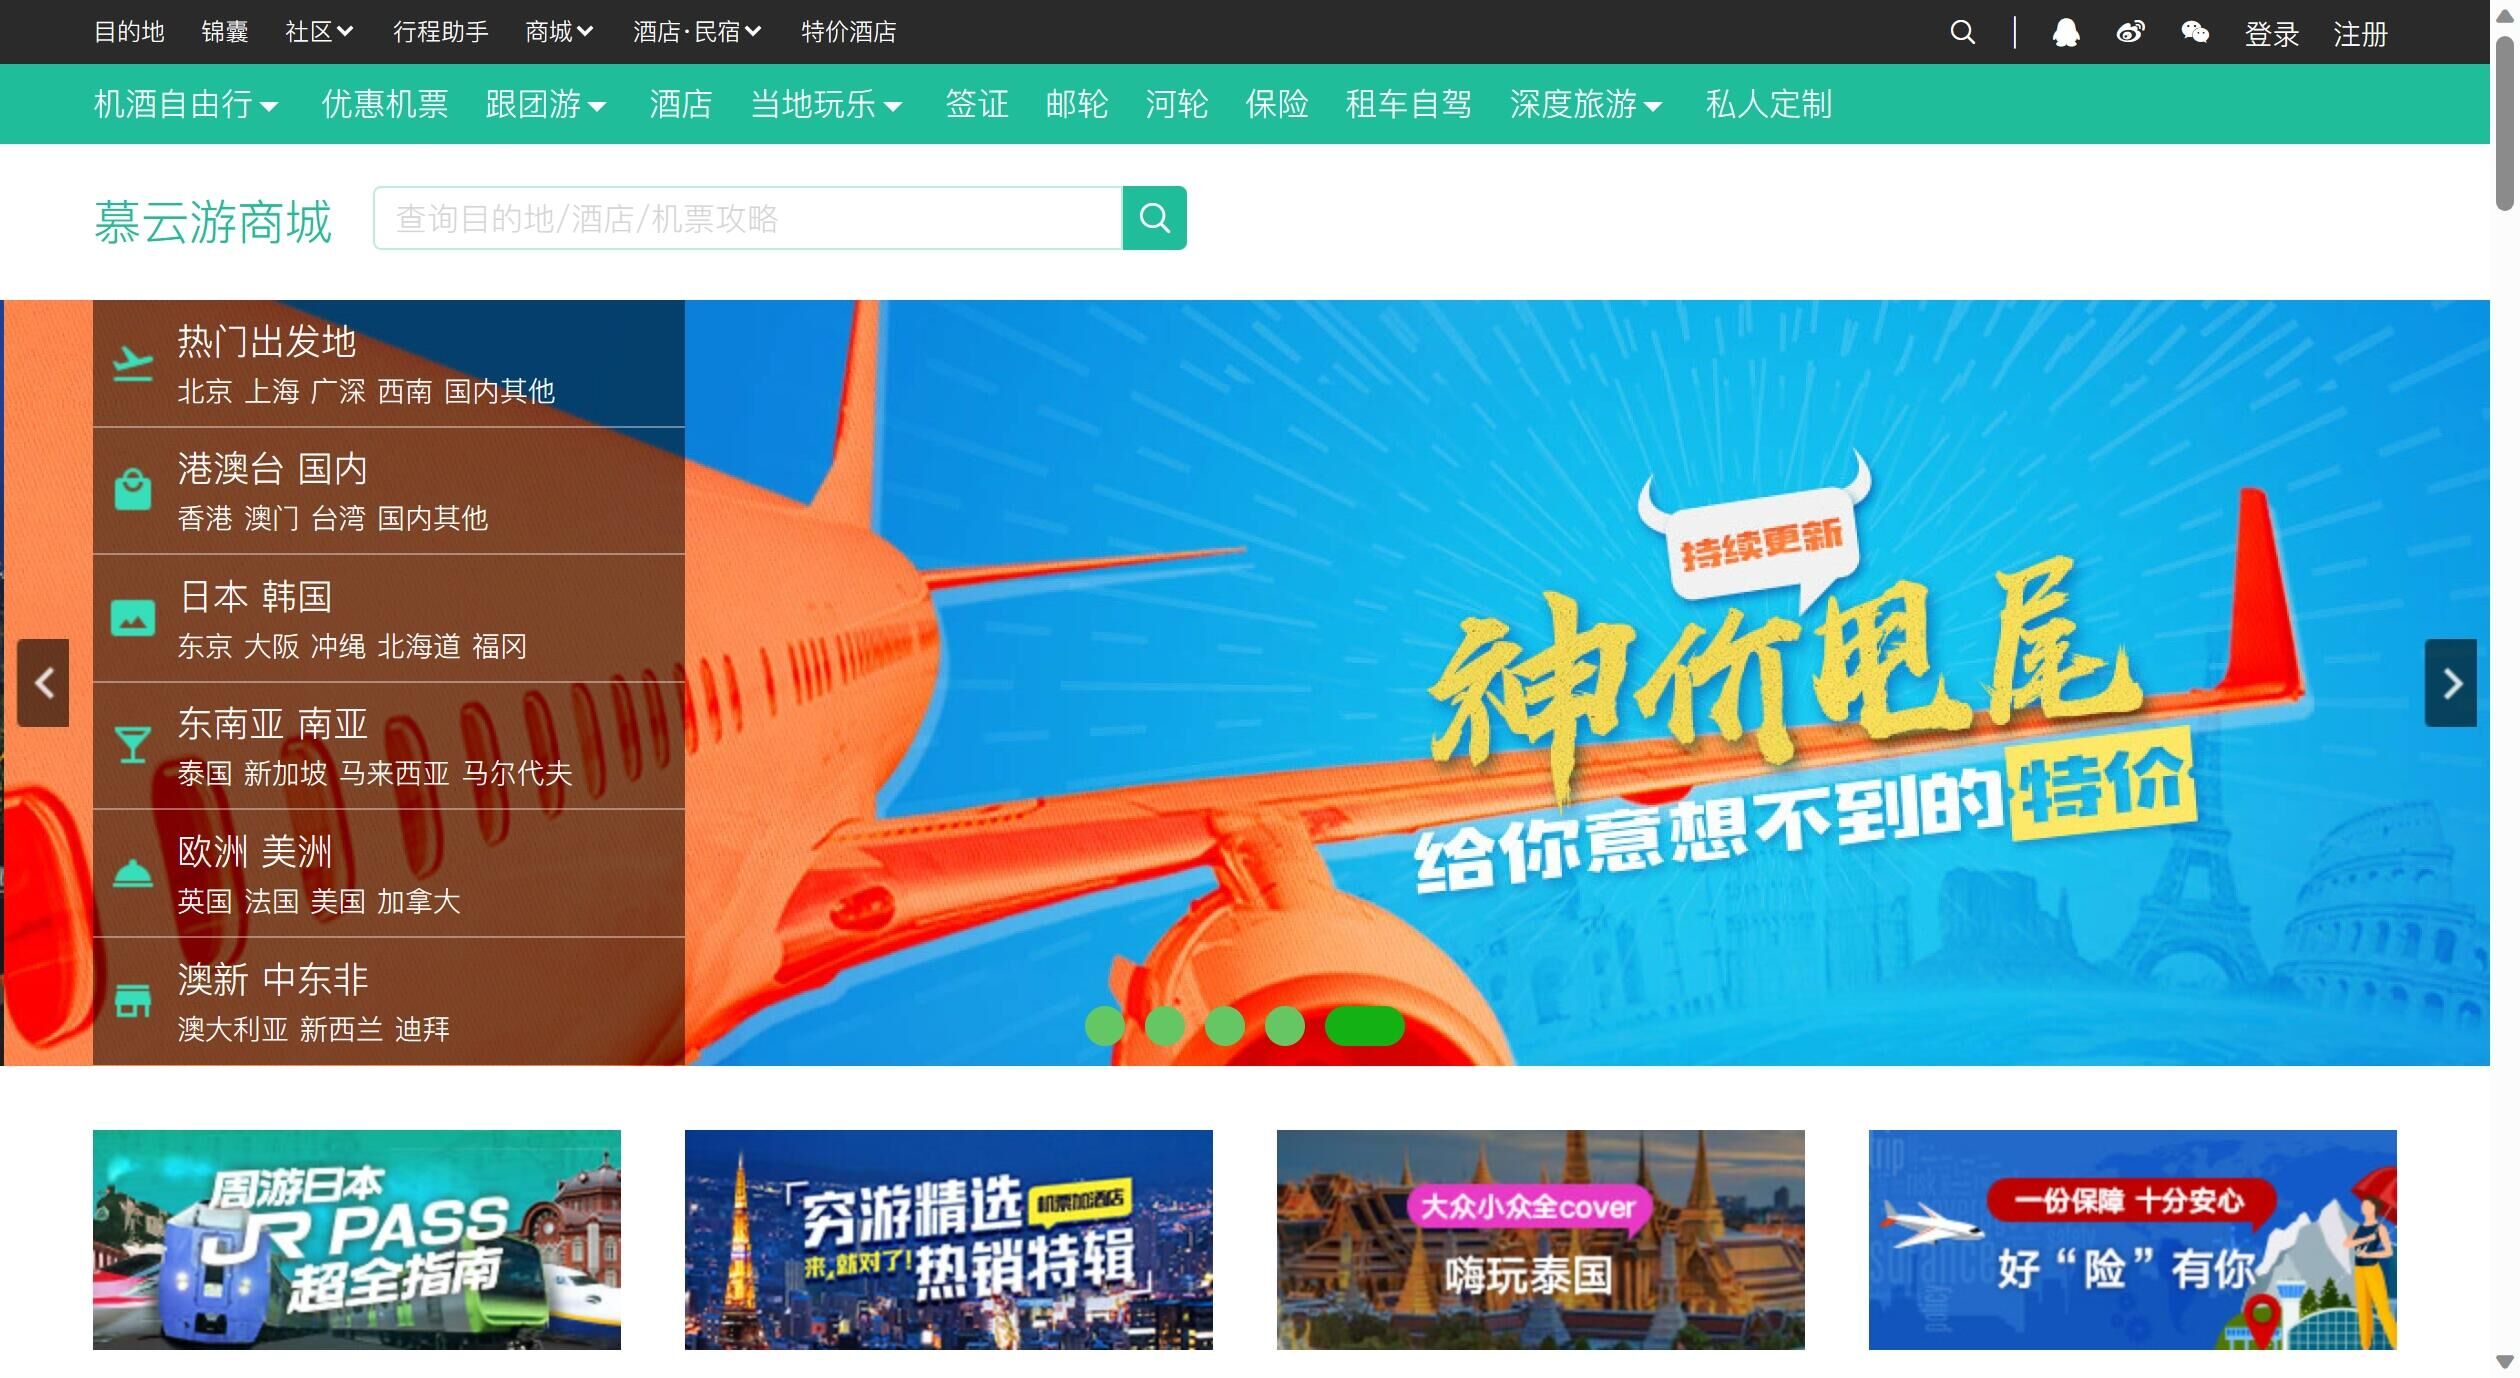 目的地 锦囊 社区 行程助手 商城 酒店·民宿 特价酒店 登录 注册
机酒自由行 优惠机票 跟团游 酒店 当地玩乐 签证 邮轮 河轮 保险 租车自驾 深度旅游 私人定制
慕云游商城 查询目的地/酒店/机票攻略
热门出发地
北京 上海 广深 西南 国内其他
港澳台 国内
香港 澳门 台湾 国内其他
日本 韩国
东京 大阪 冲绳 北海道 福冈
东南亚 南亚
泰国 新加坡 马来西亚 马尔代夫
欧洲 美洲
英国 法国 美国 加拿大
澳新 中东非
澳大利亚 新西兰 迪拜
持续更新
神价甩尾
给你意想不到的特价
周游日本
JR PASS
超全指南
「穷游精选 机票加酒店
来,就对了! 热销特辑」
大众小众全cover
嗨玩泰国
trip
policy
一份保障 十分安心
好“险”有你